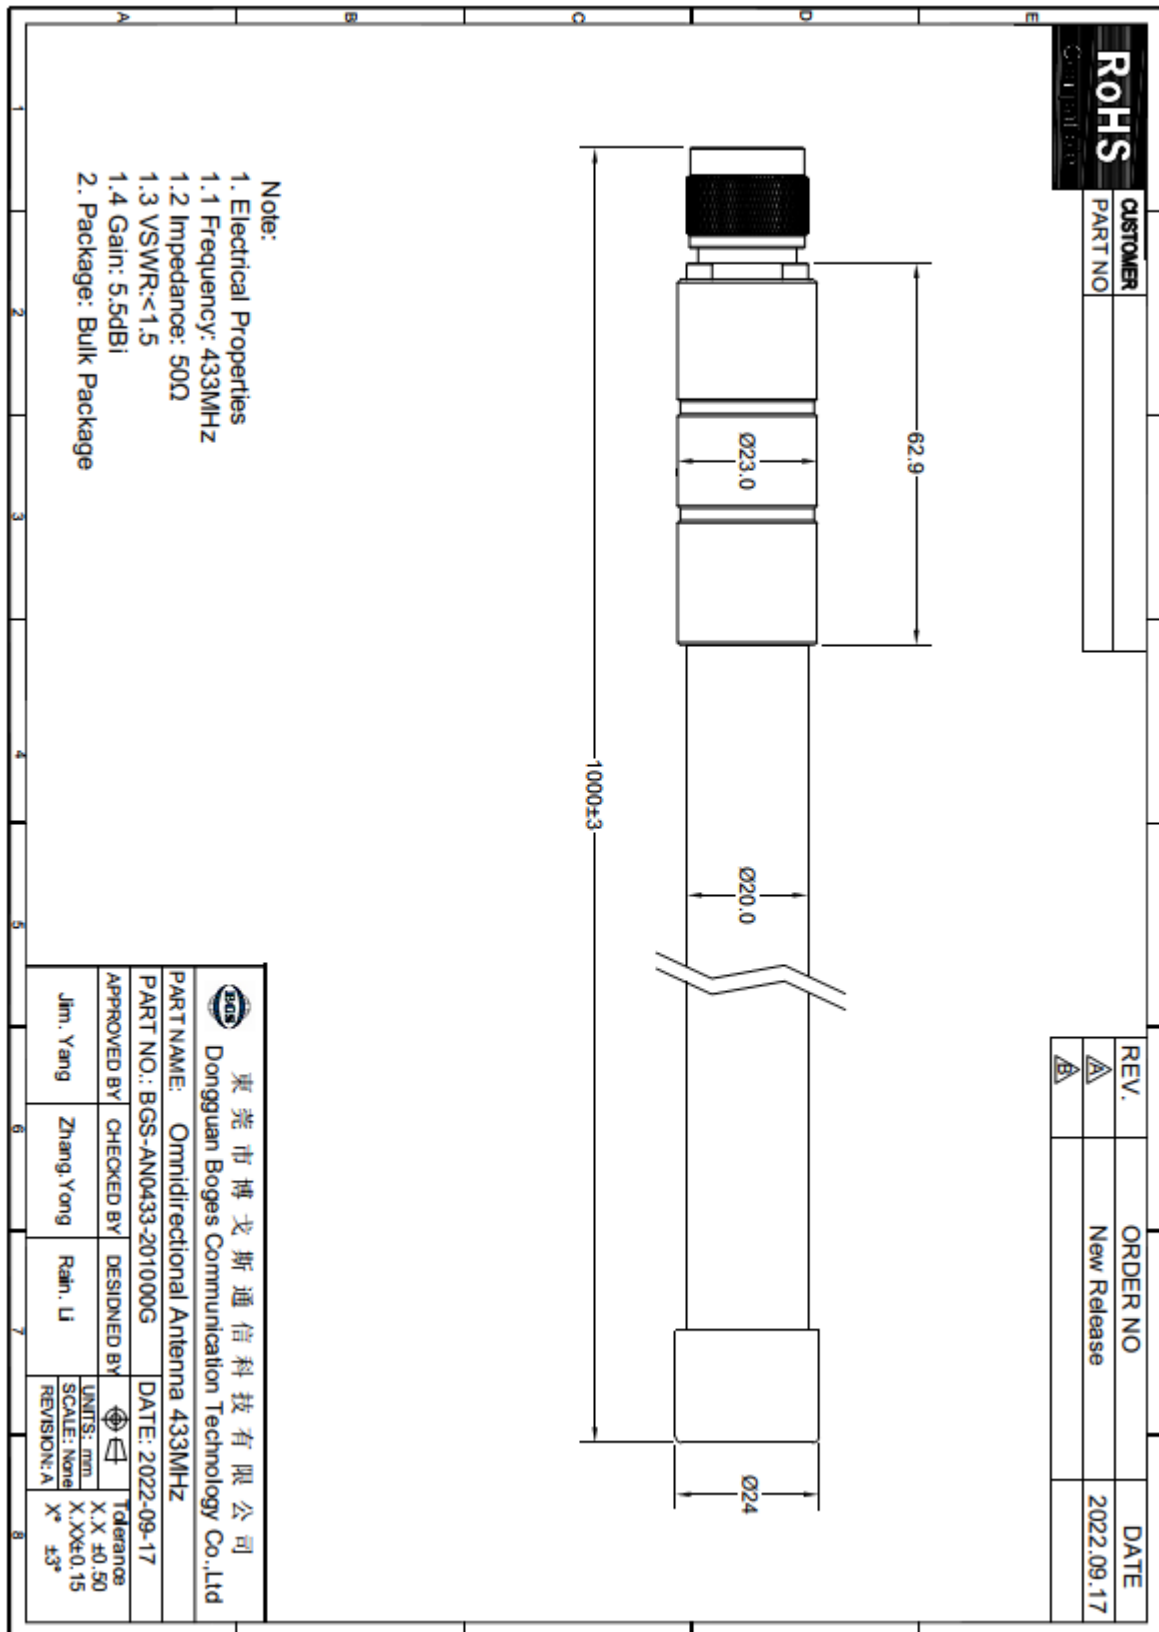 A
B
C
D
E
1
2
3
4
5
6
7
8
RoHS
CUSTOMER
PART NO
REV.
ORDER NO
DATE
A
New Release
2022.09.17
B
62.9
Ø23.0
Ø20.0
1000±3
Ø24
Note:
1. Electrical Properties
1.1 Frequency: 433MHz
1.2 Impedance: 50Ω
1.3 VSWR:<1.5
1.4 Gain: 5.5dBi
2. Package: Bulk Package
BGS
東莞市博戈斯通信科技有限公司
Dongguan Boges Communication Technology Co.,Ltd
PART NAME: Omnidirectional Antenna 433MHz
PART NO.: BGS-AN0433-201000G
DATE: 2022-09-17
APPROVED BY
CHECKED BY
DESIDNED BY
Jim. Yang
Zhang.Yong
Rain. Li
UNITS: mm
SCALE: None
REVISION: A
Tolerance
X.X ±0.50
X.XX±0.15
X° ±3°